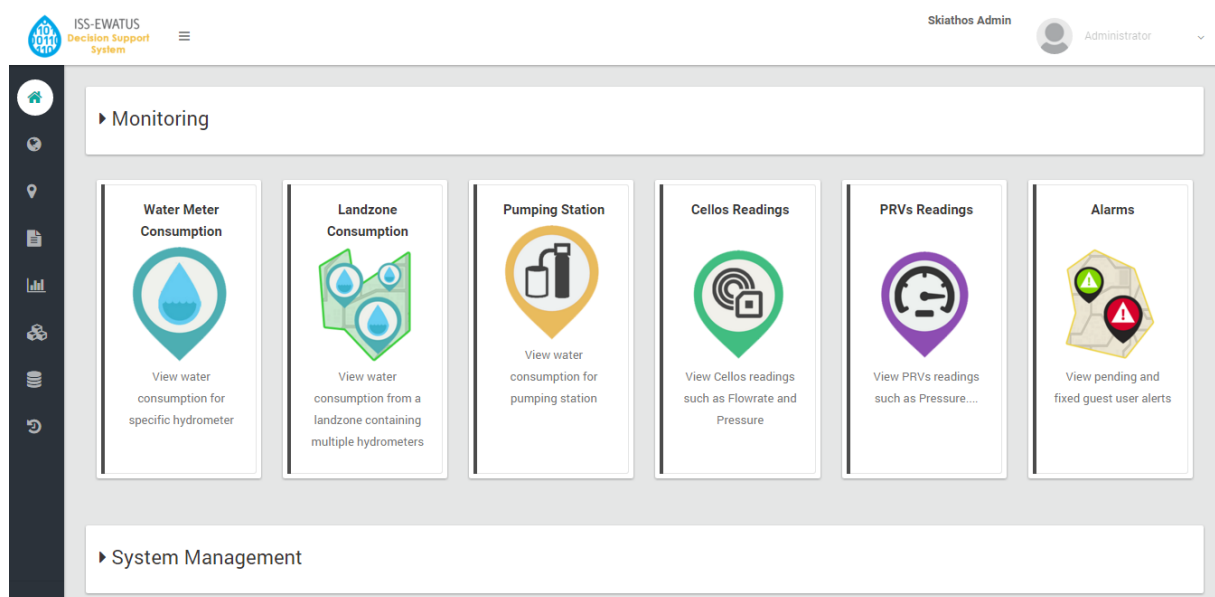 ISS-EWATUS
Decision Support
System
Skiathos Admin
Administrator
Monitoring
Water Meter
Consumption
View water
consumption for
specific hydrometer
Landzone
Consumption
View water
consumption from a
landzone containing
multiple hydrometers
Pumping Station
View water
consumption for
pumping station
Cellos Readings
View Cellos readings
such as Flowrate and
Pressure
PRVs Readings
View PRVs readings
such as Pressure....
Alarms
View pending and
fixed guest user alerts
System Management